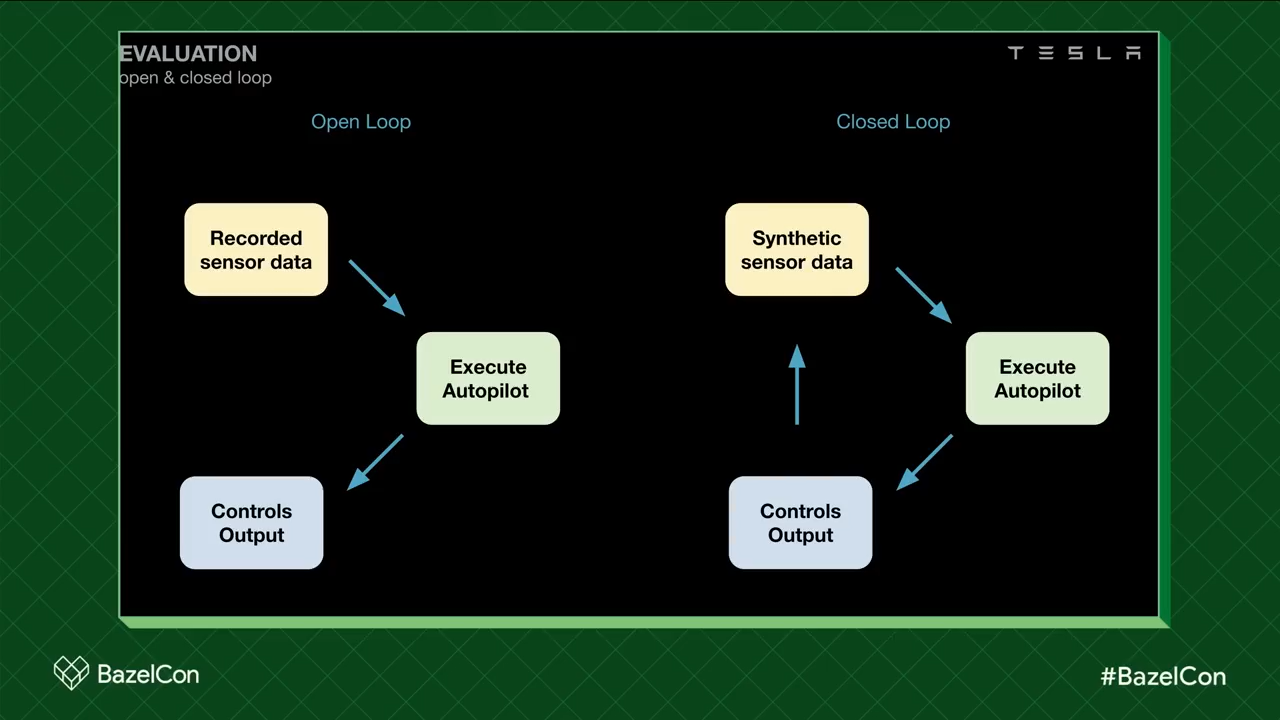 EVALUATION
open & closed loop
TESLA
Open Loop
Closed Loop
Recorded
sensor data
Execute
Autopilot
Controls
Output
Synthetic
sensor data
Execute
Autopilot
Controls
Output
BazelCon
#BazelCon